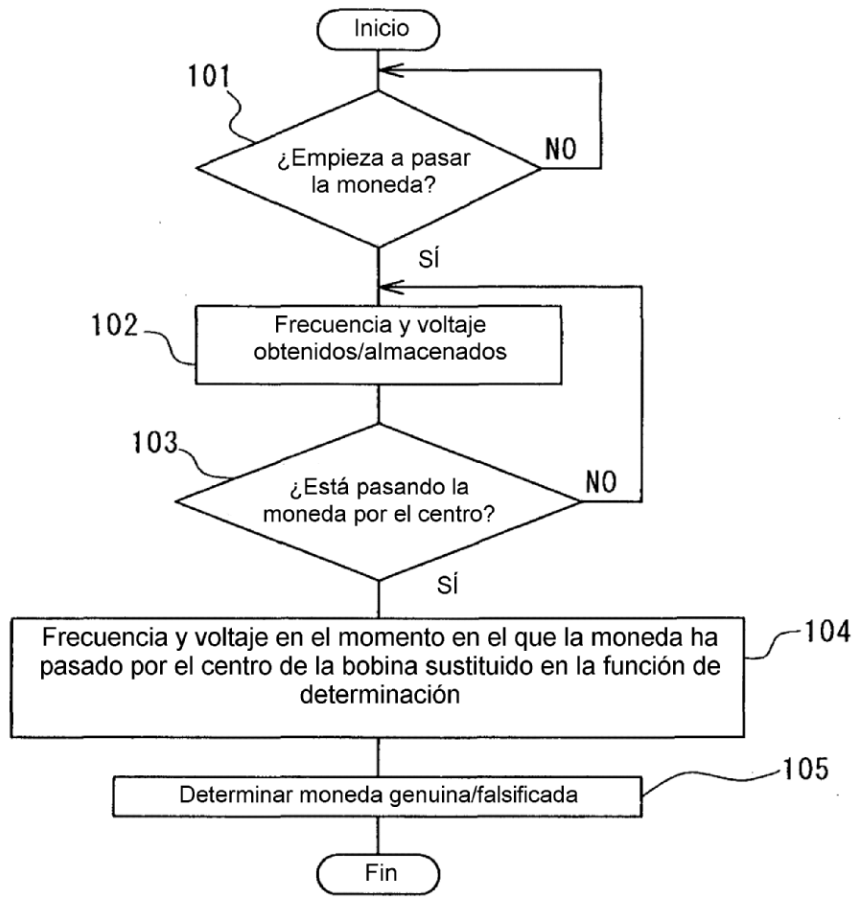 Inicio
101
¿Empieza a pasar
la moneda?
NO
SÍ
102
Frecuencia y voltaje
obtenidos/almacenados
103
¿Está pasando la
moneda por el centro?
NO
SÍ
Frecuencia y voltaje en el momento en el que la moneda ha
pasado por el centro de la bobina sustituido en la función de
determinación
104
Determinar moneda genuina/falsificada
105
Fin